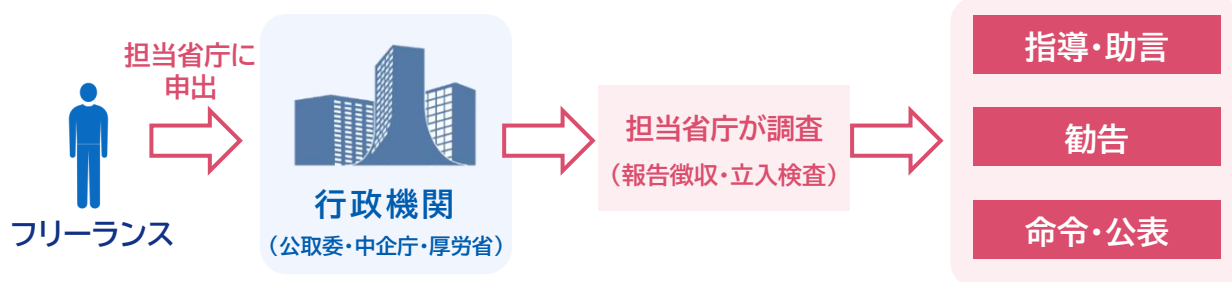 フリーランス
担当省庁に
申出
行政機関
（公取委・中企庁・厚労省）
担当省庁が調査
（報告徴収・立入検査）
指導・助言
勧告
命令・公表